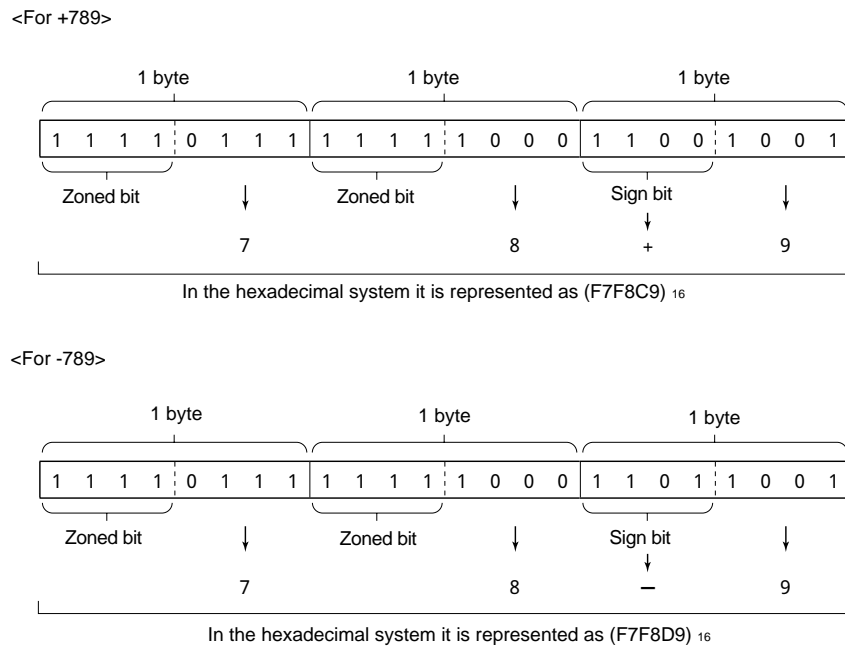 <For +789>
1 byte 1 byte 1 byte
1 1 1 1 0 1 1 1 1 1 1 1 1 0 0 0 1 1 0 0 1 0 0 1
Zoned bit Zoned bit Sign bit
7 8 + 9
In the hexadecimal system it is represented as (F7F8C9) 16
<For -789>
1 byte 1 byte 1 byte
1 1 1 1 0 1 1 1 1 1 1 1 1 0 0 0 1 1 0 1 1 0 0 1
Zoned bit Zoned bit Sign bit
7 8 – 9
In the hexadecimal system it is represented as (F7F8D9) 16